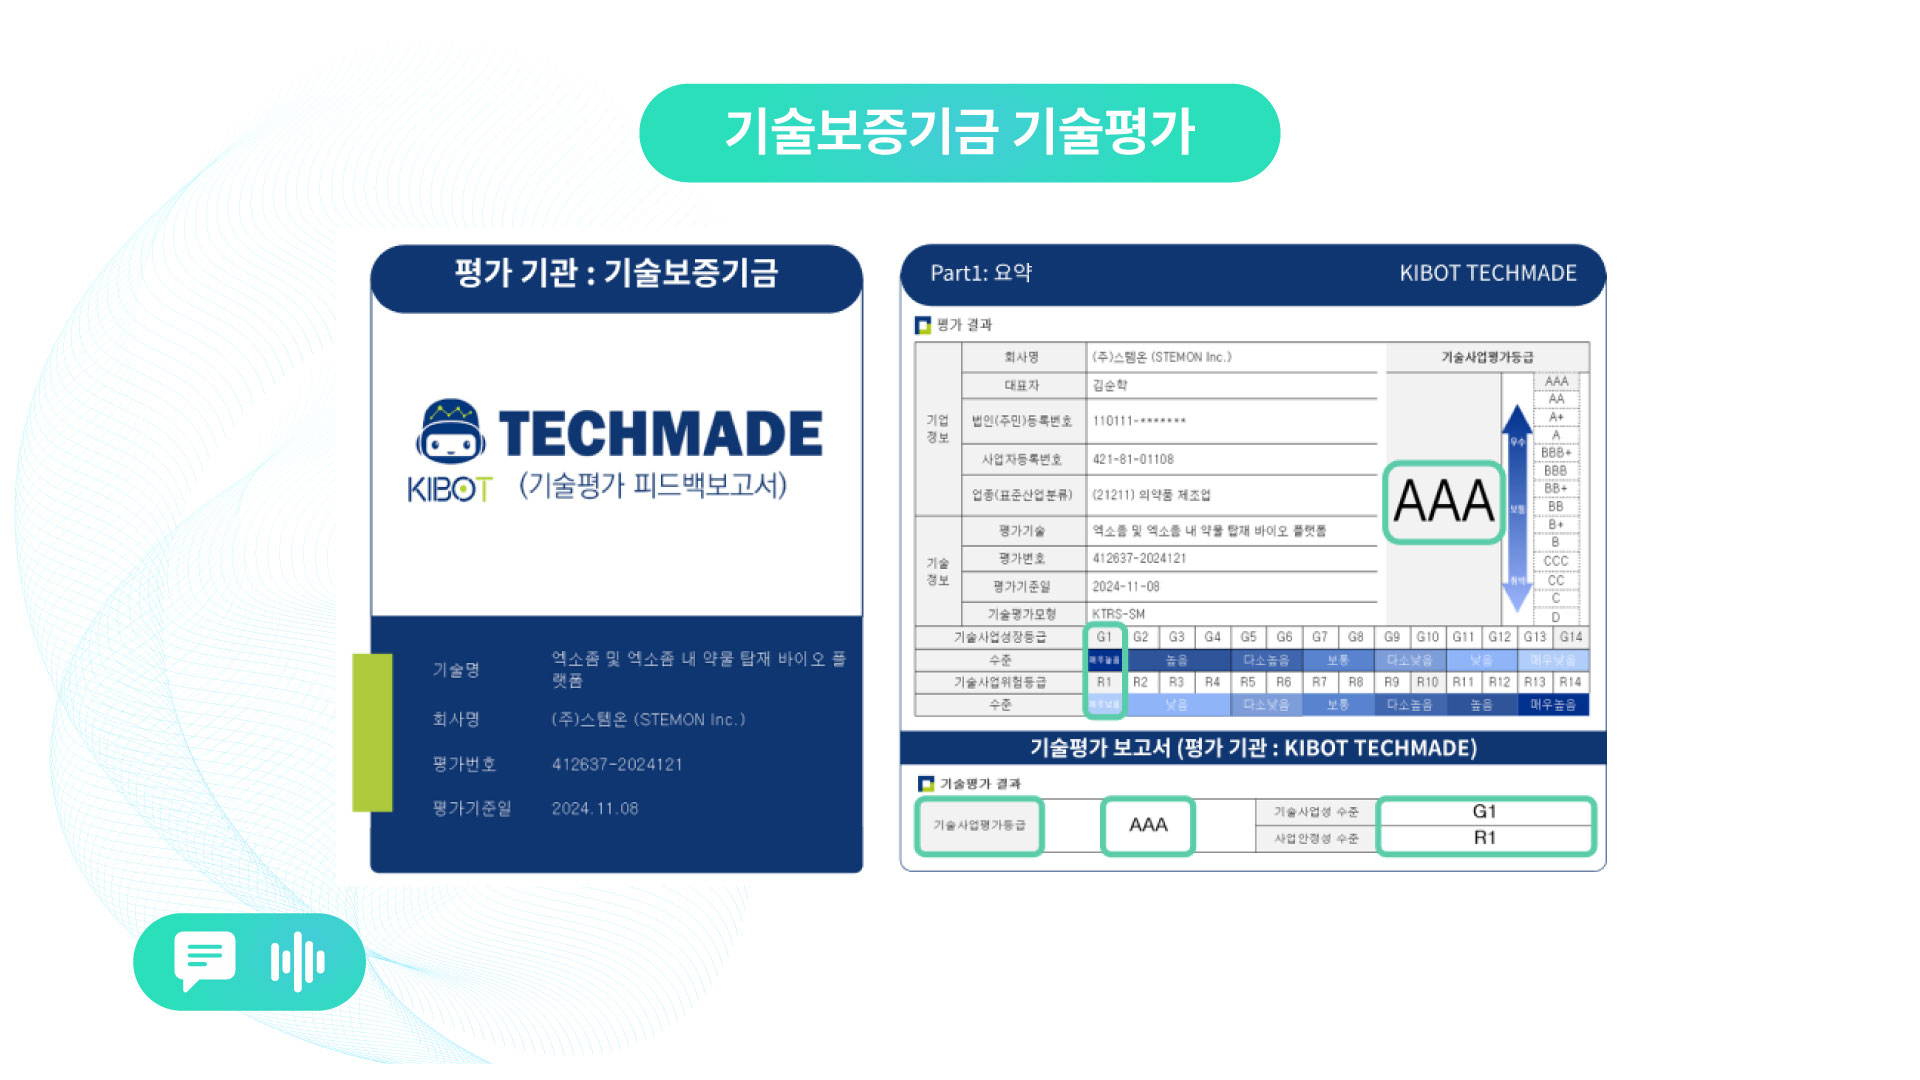 기술보증기금 기술평가
평가 기관 : 기술보증기금
TECHMADE
KIBOT (기술평가 피드백보고서)
기술명 엑소좀 및 엑소좀 내 약물 탑재 바이오 플
랫폼
회사명 (주)스템온 (STEMON Inc.)
평가번호 412637-2024121
평가기준일 2024.11.08
Part1: 요약 KIBOT TECHMADE
평가 결과
기업
정보
회사명 (주)스템온 (STEMON Inc.)
대표자 김순학
법인(주민)등록번호 110111-*******
사업자등록번호 421-81-01108
업종(표준산업분류) (21211) 의약품 제조업
기술
정보
평가기술 엑소좀 및 엑소좀 내 약물 탑재 바이오 플랫폼
평가번호 412637-2024121
평가기준일 2024-11-08
기술평가모형 KTRS-SM
기술사업평가등급
AAA
우수
보통
취약
AAA
AA
A+
A
BBB+
BBB
BB+
BB
B+
B
CCC
CC
C
D
기술사업성장등급 G1 G2 G3 G4 G5 G6 G7 G8 G9 G10 G11 G12 G13 G14
수준 매우높음 높음 다소높음 보통 다소낮음 낮음 매우낮음
기술사업위험등급 R1 R2 R3 R4 R5 R6 R7 R8 R9 R10 R11 R12 R13 R14
수준 매우낮음 낮음 다소낮음 보통 다소높음 높음 매우높음
기술평가 보고서 (평가 기관 : KIBOT TECHMADE)
기술평가 결과
기술사업평가등급 AAA
기술사업성 수준 G1
사업안정성 수준 R1